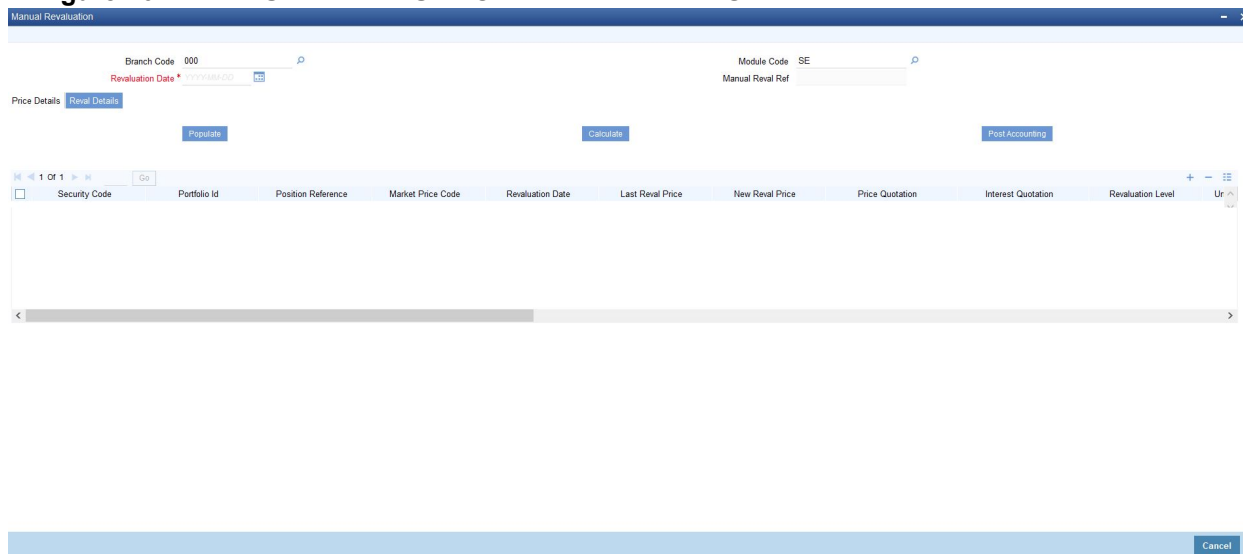 Manual Revaluation
Branch Code 000
Module Code SE
Revaluation Date * YYYY-MM-DD
Manual Reval Ref
Price Details Reval Details
Populate Calculate Post Accounting
1 Of 1 Go
Security Code Portfolio Id Position Reference Market Price Code Revaluation Date Last Reval Price New Reval Price Price Quotation Interest Quotation Revaluation Level
Cancel